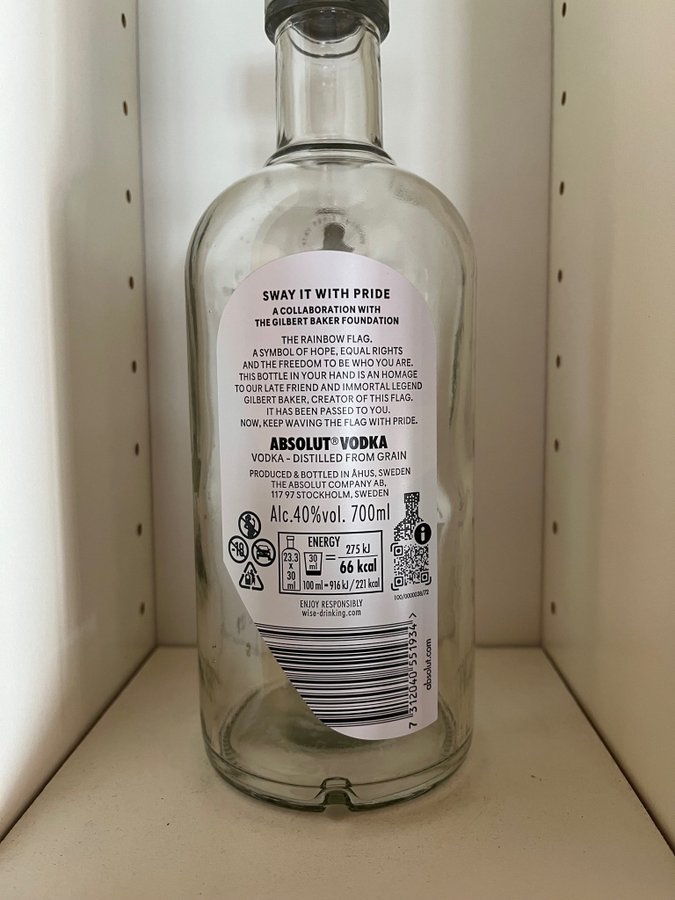 SWAY IT WITH PRIDE
A COLLABORATION WITH
THE GILBERT BAKER FOUNDATION
THE RAINBOW FLAG.
A SYMBOL OF HOPE, EQUAL RIGHTS
AND THE FREEDOM TO BE WHO YOU ARE.
THIS BOTTLE IN YOUR HAND IS AN HOMAGE
TO OUR LATE FRIEND AND IMMORTAL LEGEND
GILBERT BAKER, CREATOR OF THIS FLAG.
IT HAS BEEN PASSED TO YOU.
NOW, KEEP WAVING THE FLAG WITH PRIDE.
ABSOLUT® VODKA
VODKA - DISTILLED FROM GRAIN
PRODUCED & BOTTLED IN ÅHUS, SWEDEN
THE ABSOLUT COMPANY AB,
117 97 STOCKHOLM, SWEDEN
Alc.40%vol. 700ml
-18
ENERGY
23.3
x
30
ml
30
ml
=
275 kJ
66 kcal
100 ml = 916 kJ / 221 kcal
i
ENJOY RESPONSIBLY
wise-drinking.com
7 312040 551934 >
absolut.com